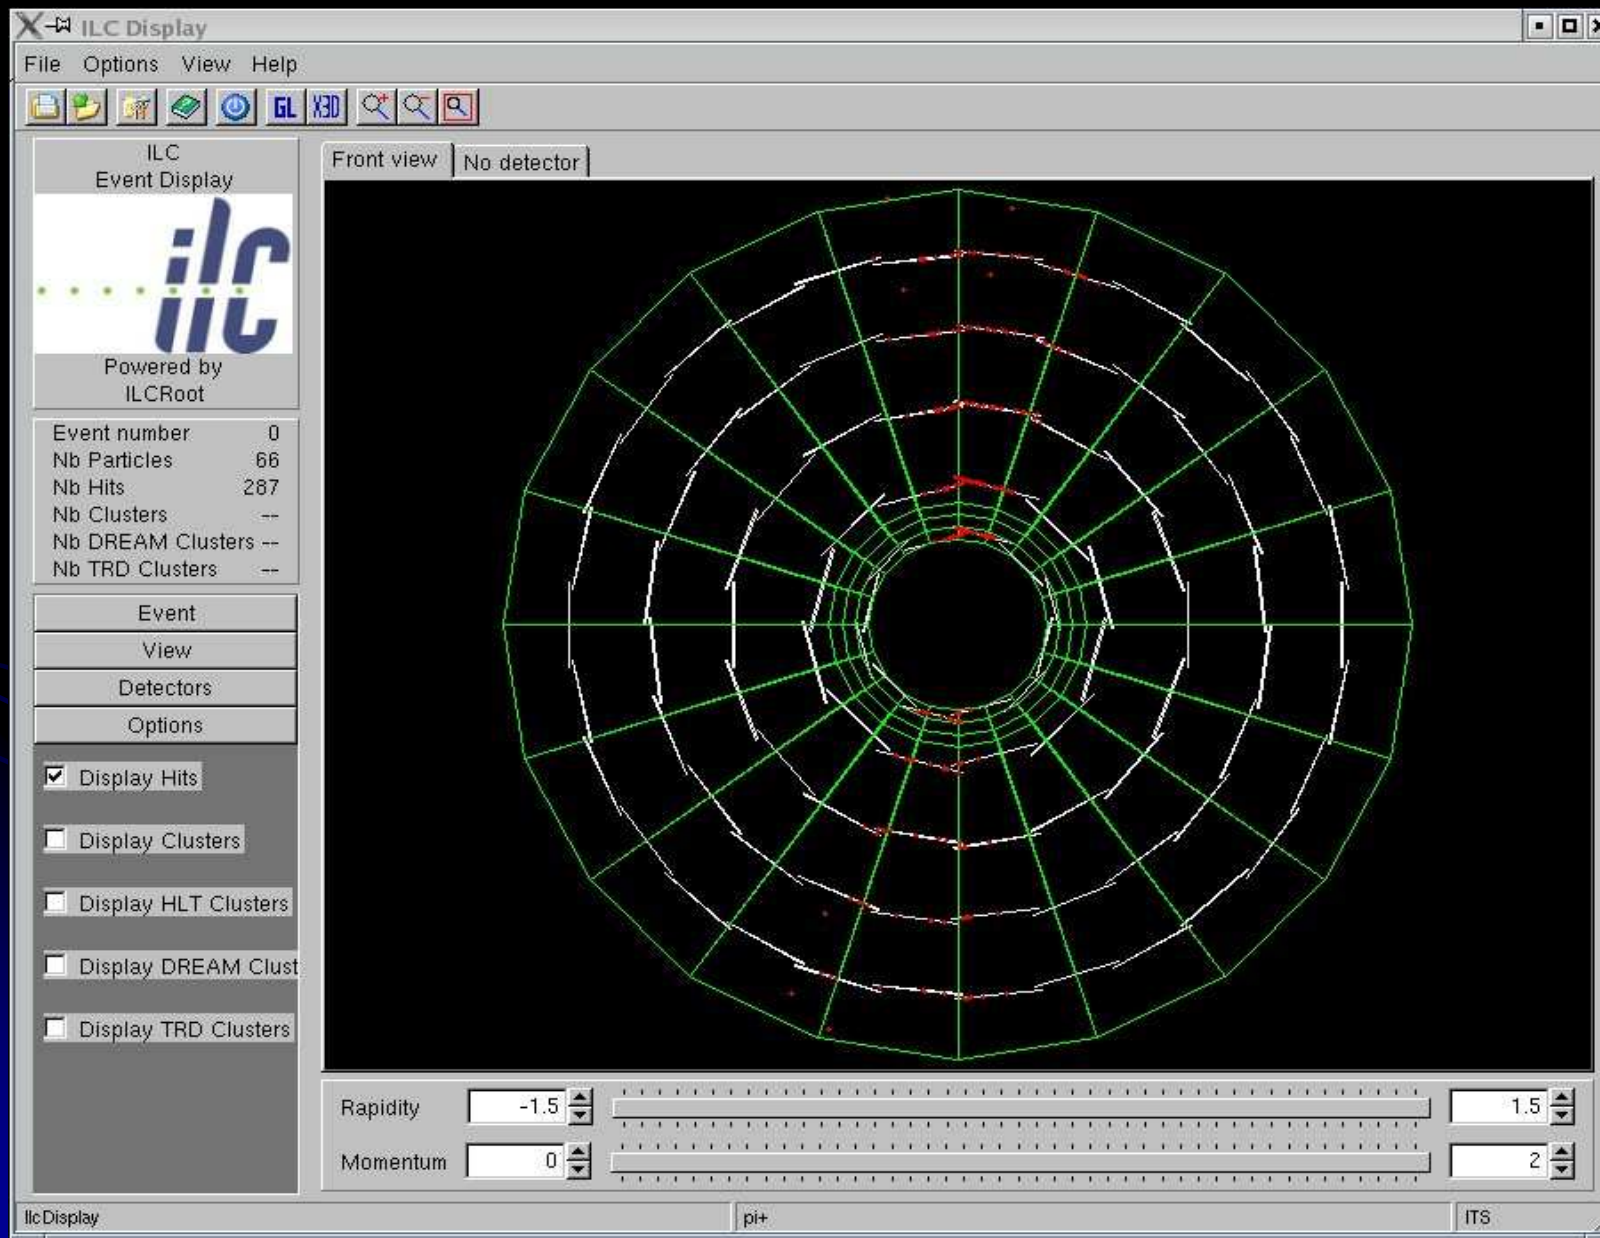 ILC Display
File Options View Help
GL X3D
ILC
Event Display
ilc
Powered by
ILCRoot
Event number 0
Nb Particles 66
Nb Hits 287
Nb Clusters --
Nb DREAM Clusters --
Nb TRD Clusters --
Event
View
Detectors
Options
Display Hits
Display Clusters
Display HLT Clusters
Display DREAM Clust
Display TRD Clusters
Front view No detector
Rapidity -1.5 1.5
Momentum 0 2
IlcDisplay pi+ ITS